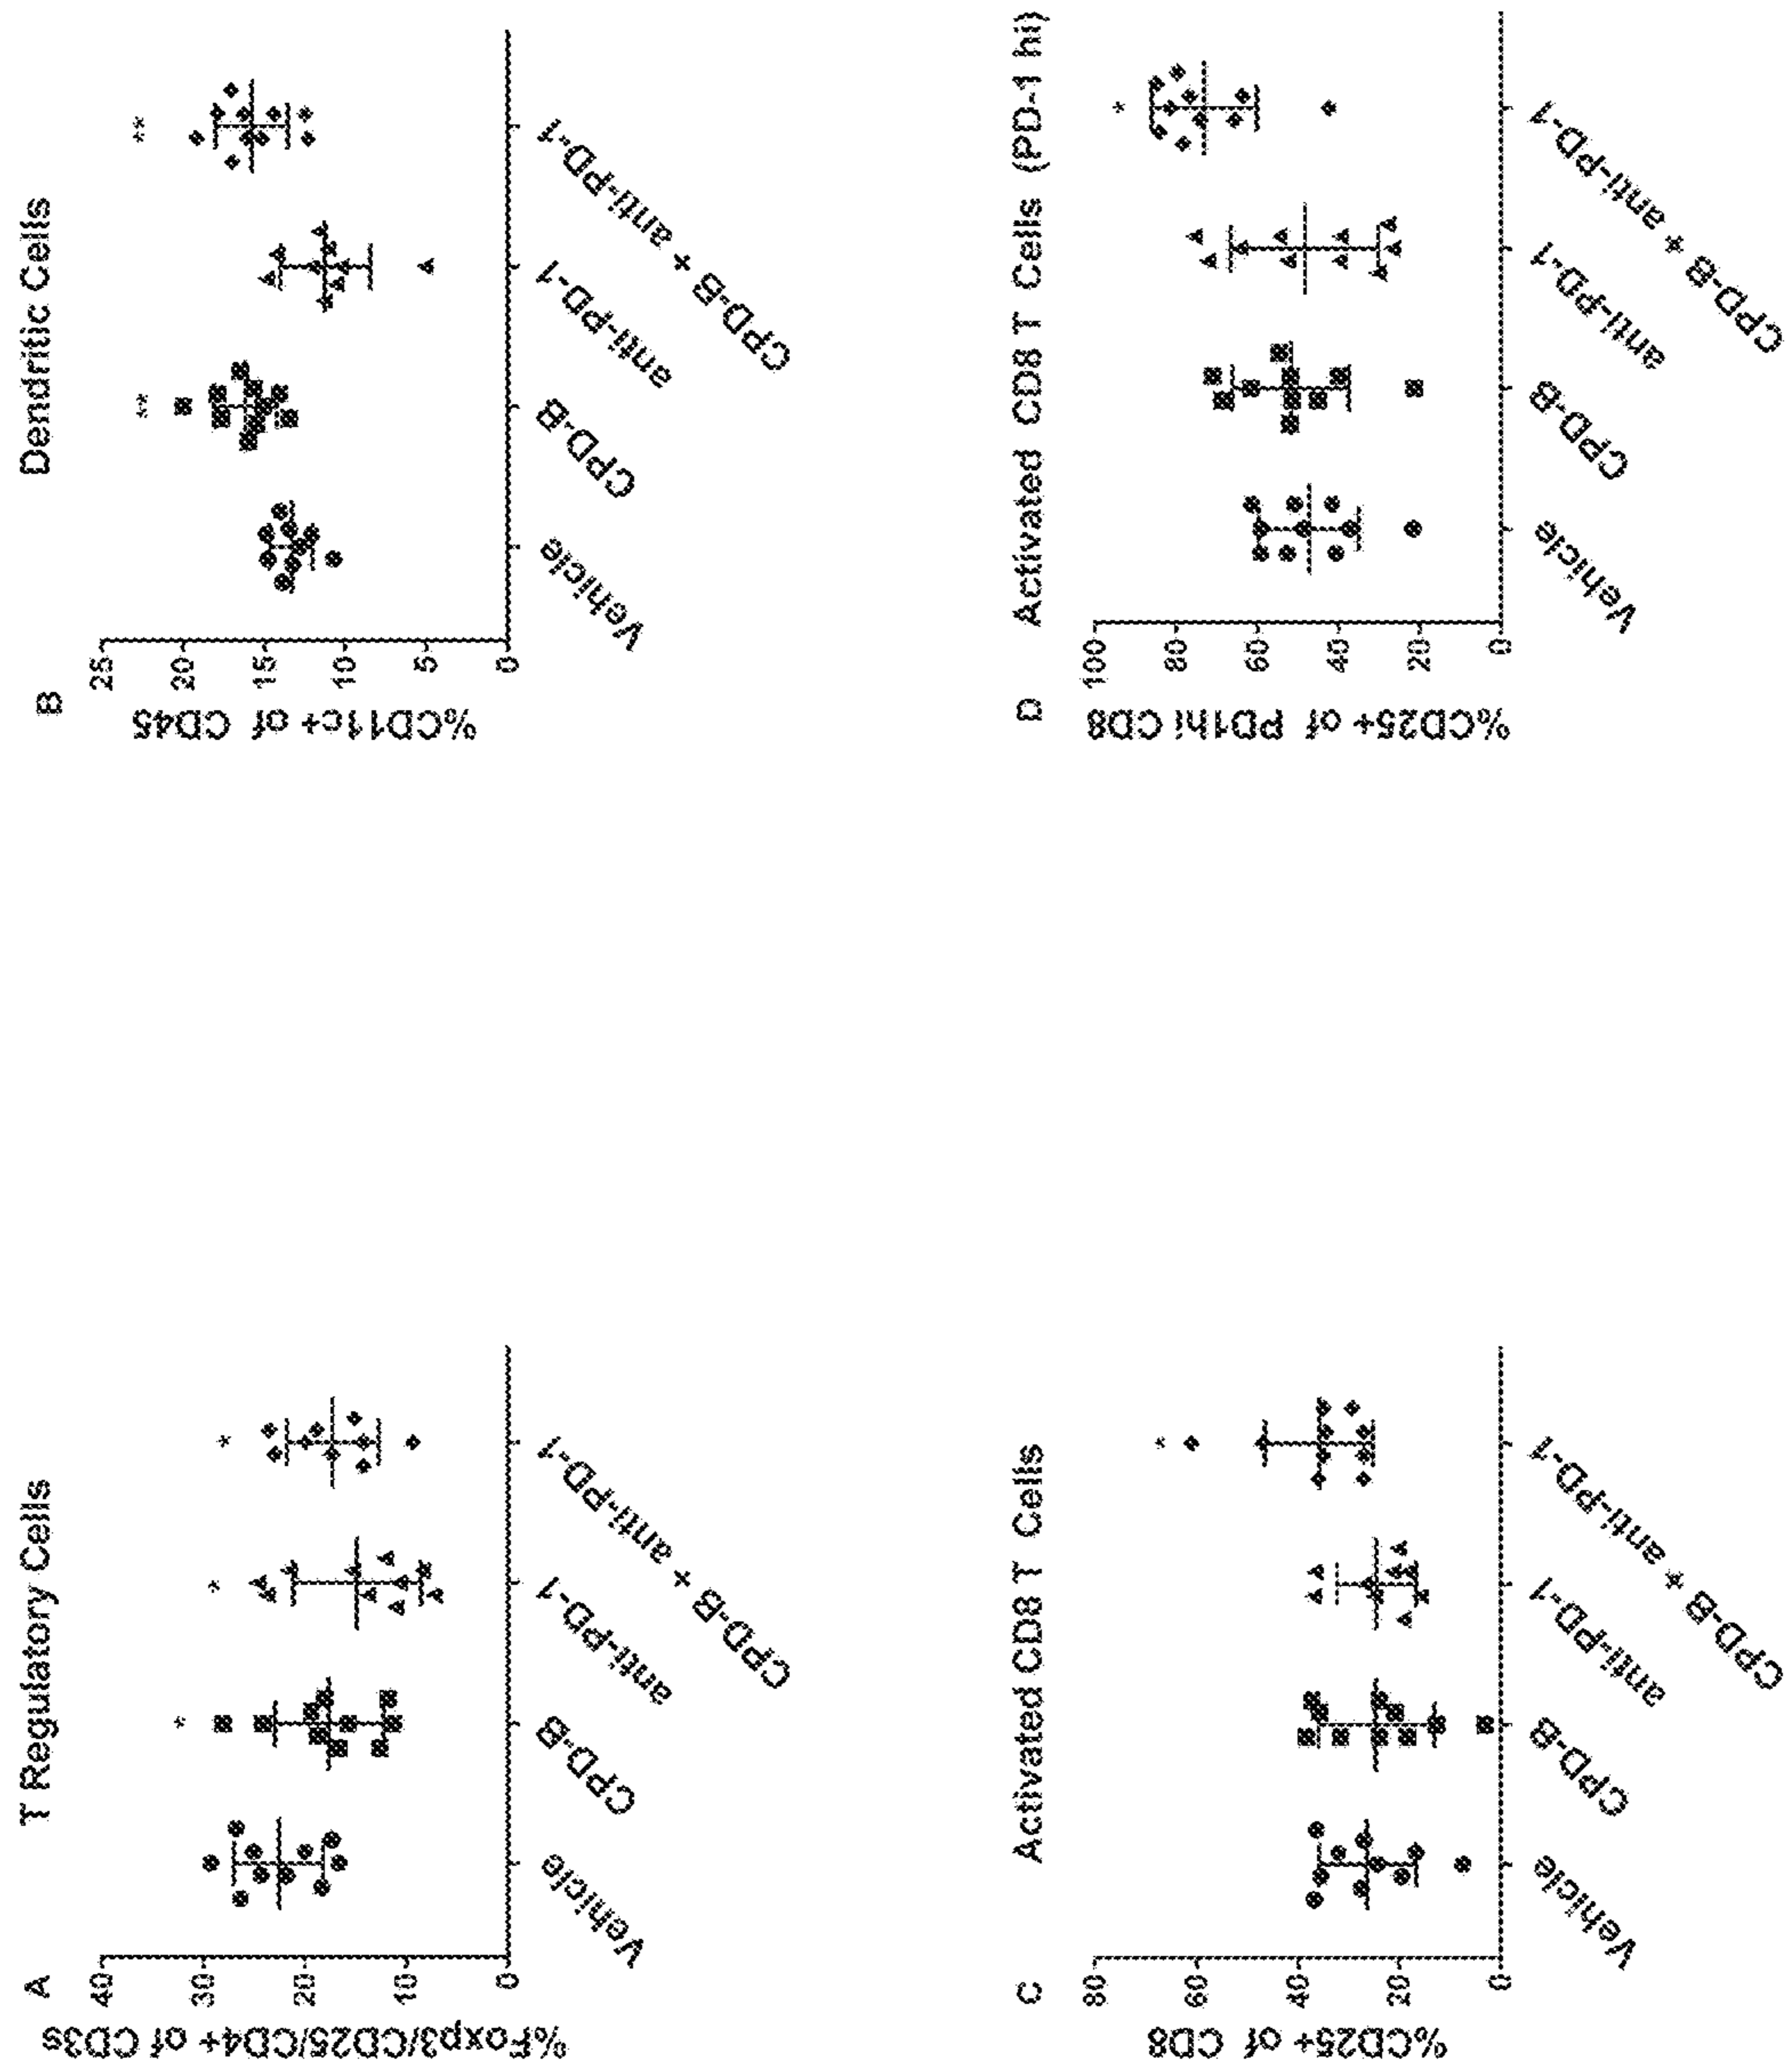 A T Regulatory Cells
%Foxp3/CD25/CD4+ of CD3s
40
30
20
10
0
*
*
*
Vehicle
CPD-B
anti-PD-1
CPD-B + anti-PD-1
B Dendritic Cells
%CD11c+ of CD45
25
20
15
10
5
0
**
**
Vehicle
CPD-B
anti-PD-1
CPD-B + anti-PD-1
C Activated CD8 T Cells
%CD25+ of CD8
80
60
40
20
0
*
Vehicle
CPD-B
anti-PD-1
CPD-B + anti-PD-1
D Activated CD8 T Cells (PD-1 hi)
%CD25+ of PD1hi CD8
100
80
60
40
20
0
*
Vehicle
CPD-B
anti-PD-1
CPD-B + anti-PD-1